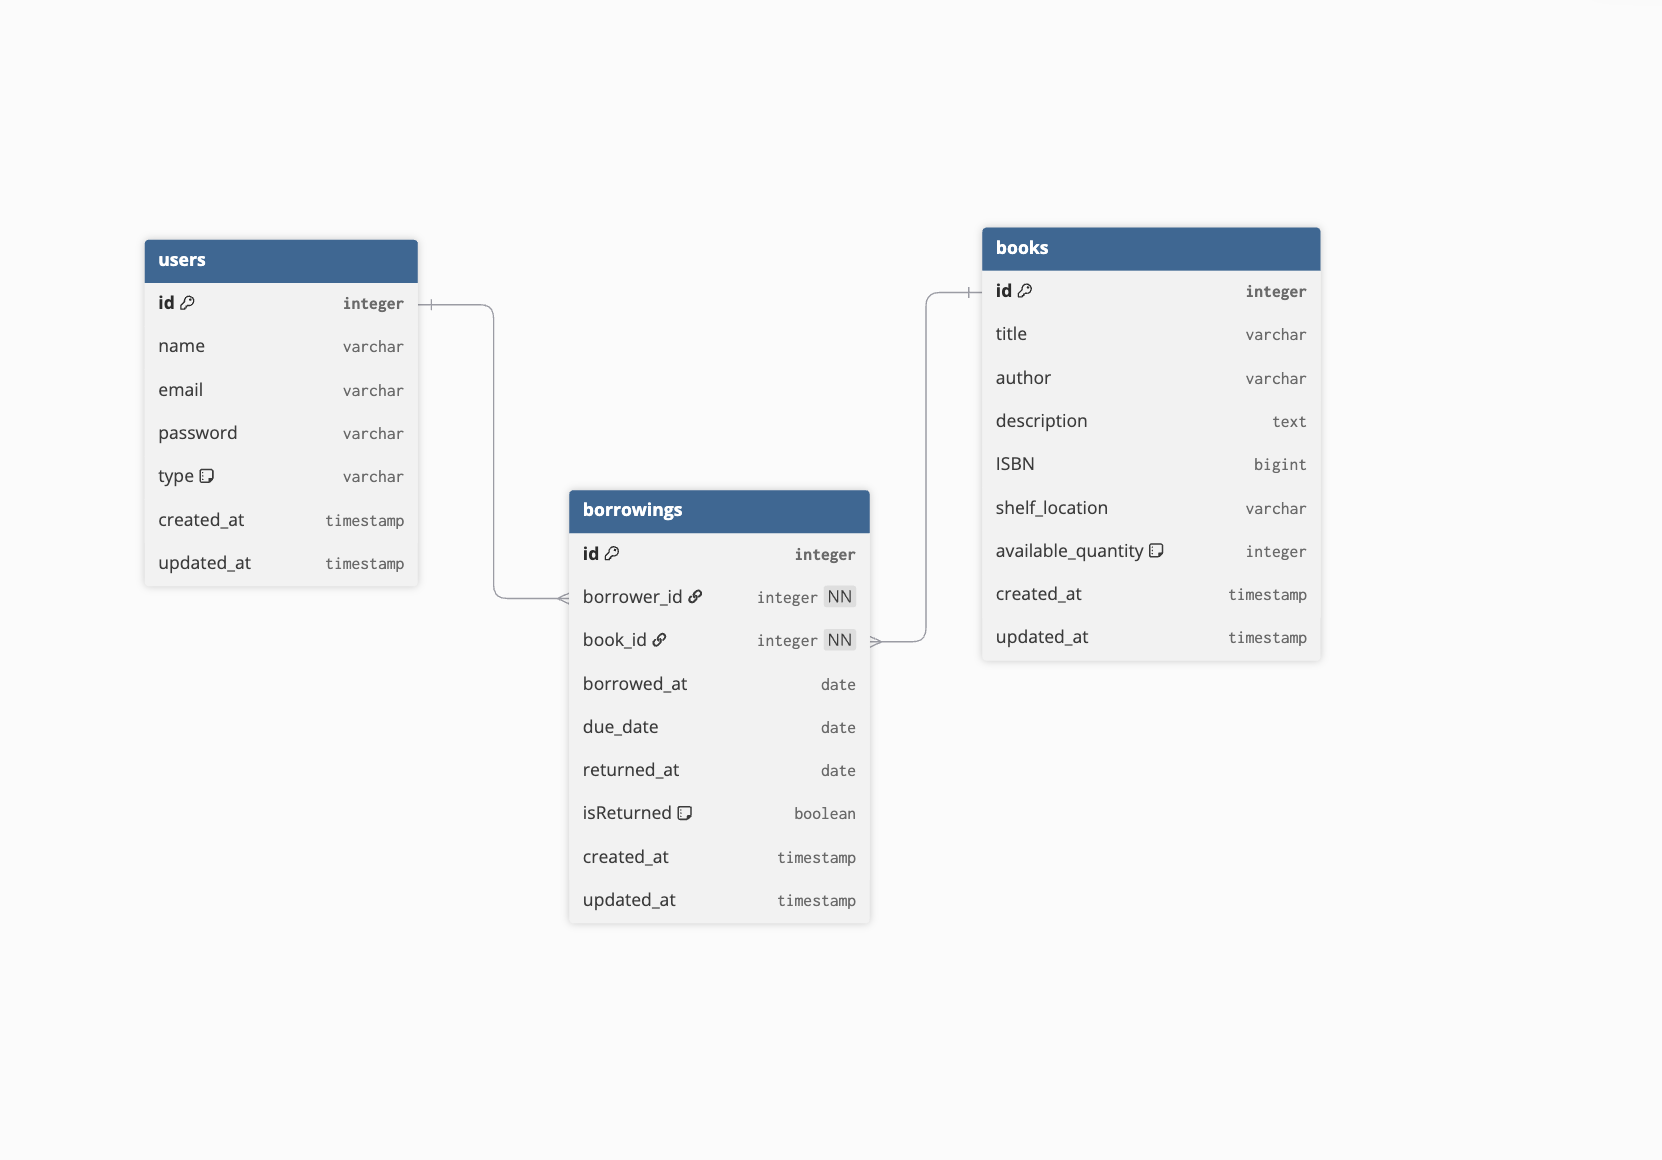 users
id integer
name varchar
email varchar
password varchar
type varchar
created_at timestamp
updated_at timestamp
borrowings
id integer
borrower_id integer NN
book_id integer NN
borrowed_at date
due_date date
returned_at date
isReturned boolean
created_at timestamp
updated_at timestamp
books
id integer
title varchar
author varchar
description text
ISBN bigint
shelf_location varchar
available_quantity integer
created_at timestamp
updated_at timestamp